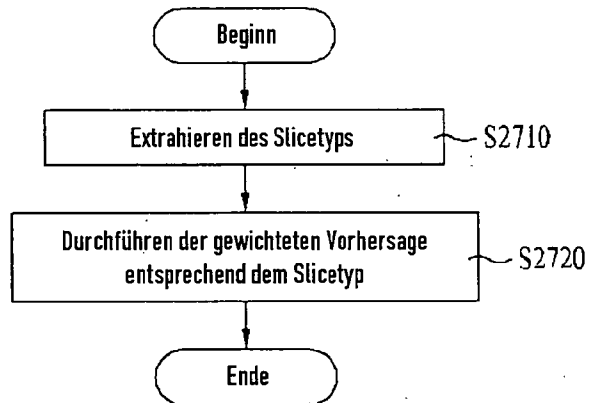 Beginn
Extrahieren des Slicetyps
S2710
Durchführen der gewichteten Vorhersage
entsprechend dem Slicetyp
S2720
Ende